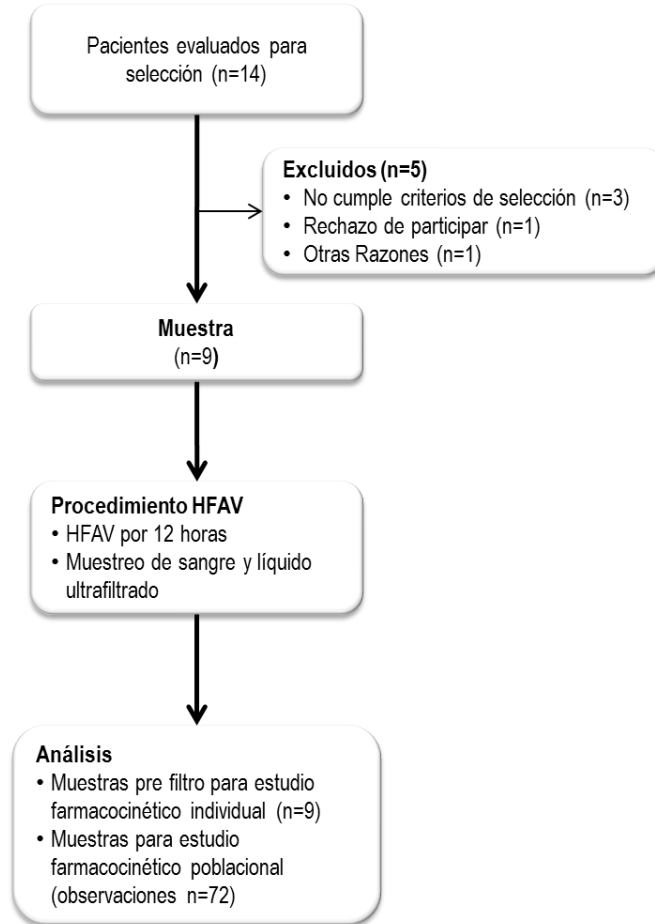 Pacientes evaluados para
selección (n=14)
Excluidos (n=5)
• No cumple criterios de selección (n=3)
• Rechazo de participar (n=1)
• Otras Razones (n=1)
Muestra
(n=9)
Procedimiento HFAV
• HFAV por 12 horas
• Muestreo de sangre y líquido
ultrafiltrado
Análisis
• Muestras pre filtro para estudio
farmacocinético individual (n=9)
• Muestras para estudio
farmacocinético poblacional
(observaciones n=72)